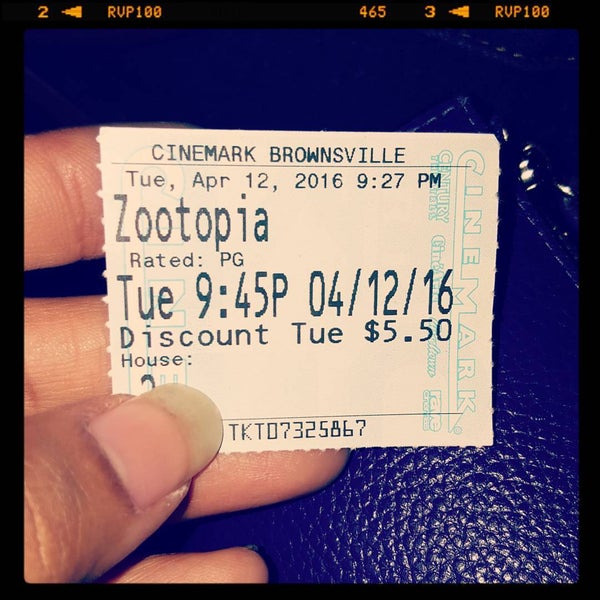 2 RVP100 465 3 RVP100
CINEMARK BROWNSVILLE
Tue, Apr 12, 2016 9:27 PM
Zootopia
Rated: PG
Tue 9:45P 04/12/16
Discount Tue $5.50
House:
TKT07325867
CINEMARK
CENTURY